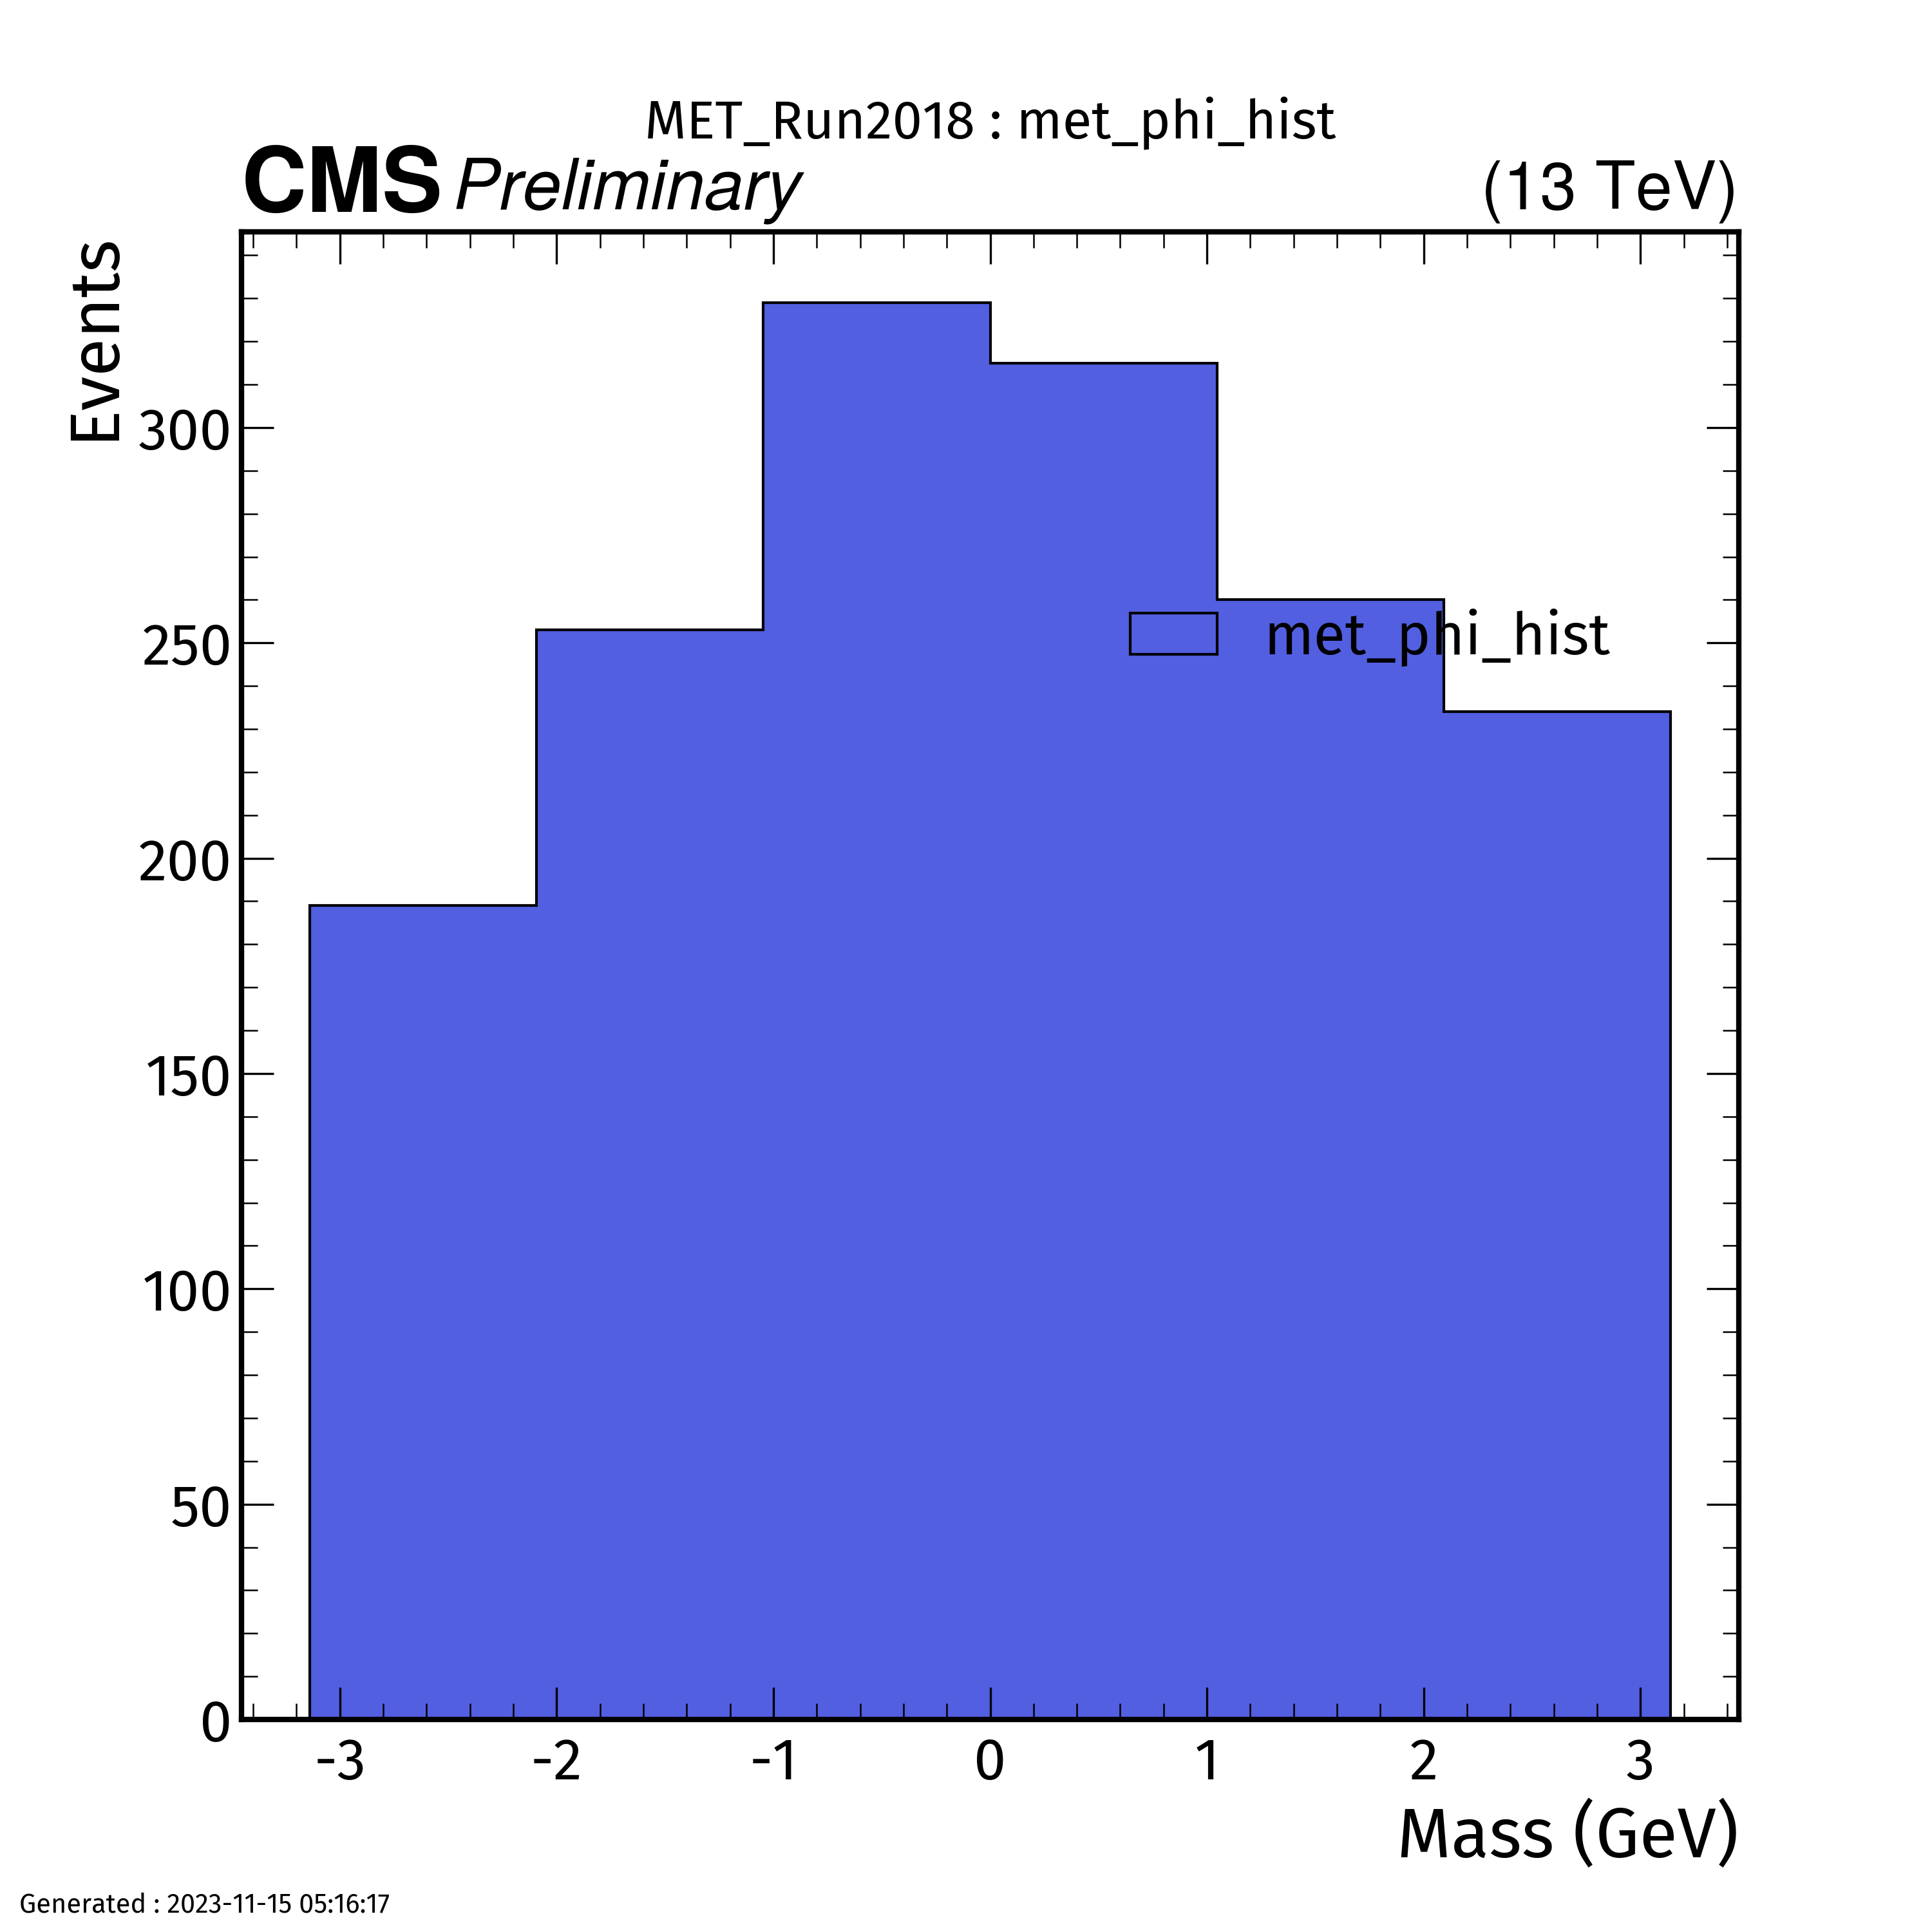 MET_Run2018 : met_phi_hist
CMS Preliminary (13 TeV)
Events
300
250
200
150
100
50
0
met_phi_hist
-3 -2 -1 0 1 2 3
Mass (GeV)
Generated : 2023-11-15 05:16:17